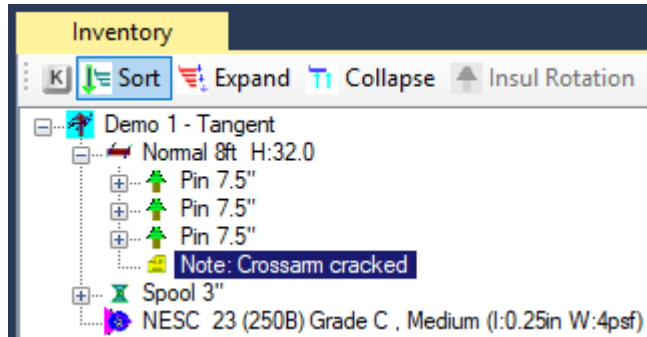 Inventory
K Sort Expand Collapse Insul Rotation
Demo 1 - Tangent
Normal 8ft H:32.0
Pin 7.5"
Pin 7.5"
Pin 7.5"
Note: Crossarm cracked
Spool 3"
NESC 23 (250B) Grade C , Medium (I:0.25in W:4psf)